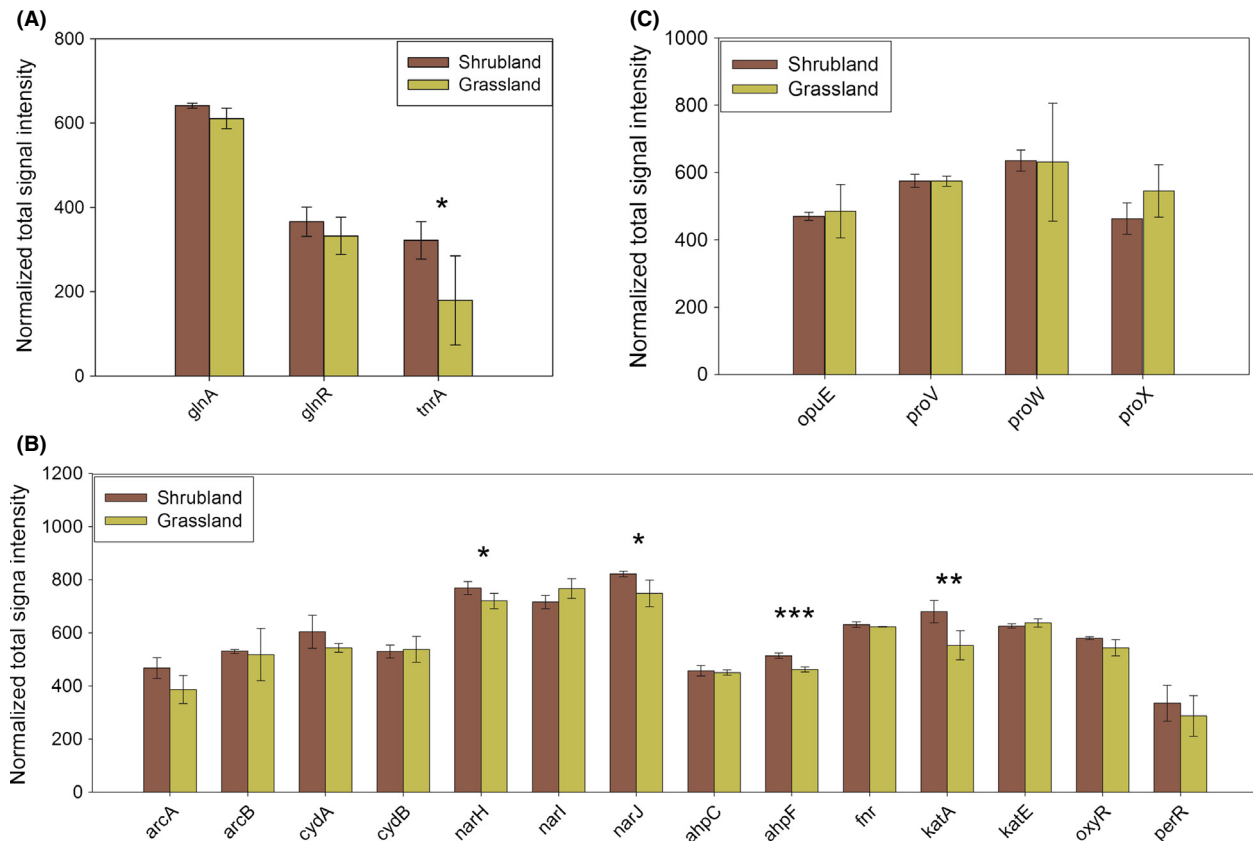 (A)
Normalized total signal intensity
800
600
400
200
0
Shrubland
Grassland
*
glnA
glnR
tnrA
(C)
Normalized total signal intensity
1000
800
600
400
200
0
Shrubland
Grassland
opuE
proV
proW
proX
(B)
Normalized total signa intensity
1200
1000
800
600
400
200
0
Shrubland
Grassland
*
*
***
**
arcA
arcB
cydA
cydB
narH
narI
narJ
ahpC
ahpF
fnr
katA
katE
oxyR
perR